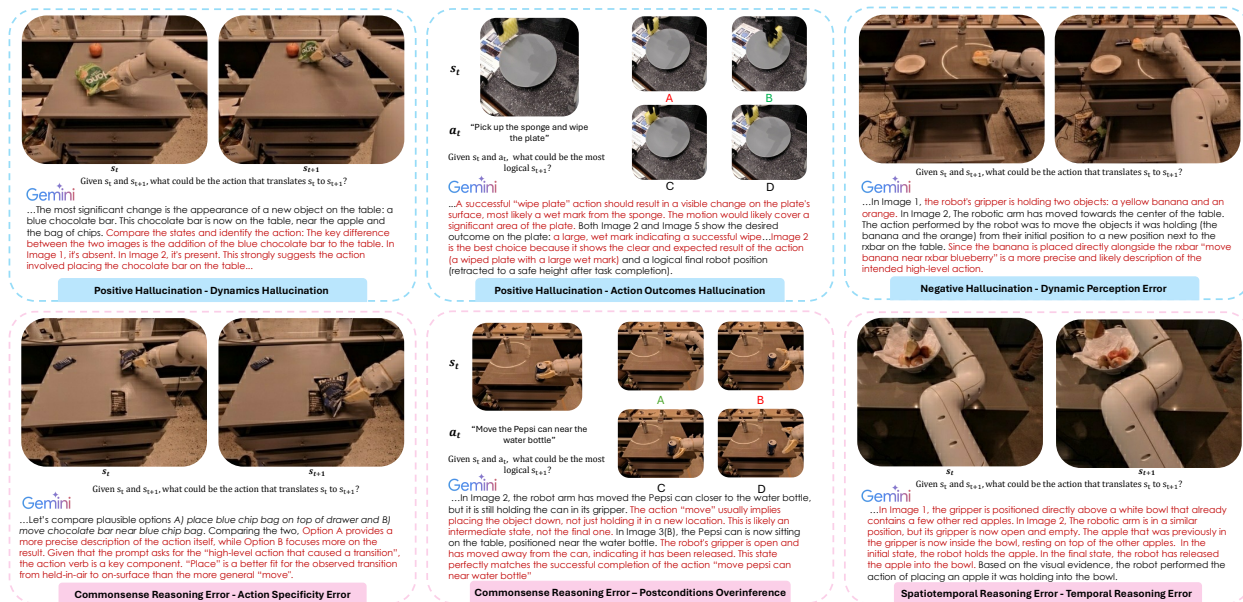 s_t
s_{t+1}
Given s_t and s_{t+1}, what could be the action that translates s_t to s_{t+1}?
Gemini
...The most significant change is the appearance of a new object on the table: a
blue chocolate bar. This chocolate bar is now on the table, near the apple and
the bag of chips. Compare the states and identify the action: The key difference
between the two images is the addition of the blue chocolate bar to the table. In
Image 1, it's absent. In Image 2, it's present. This strongly suggests the action
involved placing the chocolate bar on the table...
Positive Hallucination - Dynamics Hallucination
s_t
A
B
a_t "Pick up the sponge and wipe
the plate"
Given s_t and a_t, what could be the most
logical s_{t+1}?
C
D
Gemini
...A successful "wipe plate" action should result in a visible change on the plate's
surface, most likely a wet mark from the sponge. The motion would likely cover a
significant area of the plate. Both Image 2 and Image 5 show the desired
outcome on the plate: a large, wet mark indicating a successful wipe...Image 2
is the best choice because it shows the clear and expected result of the action
(a wiped plate with a large wet mark) and a logical final robot position
(retracted to a safe height after task completion).
Positive Hallucination - Action Outcomes Hallucination
s_t
s_{t+1}
Given s_t and s_{t+1}, what could be the action that translates s_t to s_{t+1}?
Gemini
...In Image 1, the robot's gripper is holding two objects: a yellow banana and an
orange. In Image 2, The robotic arm has moved towards the center of the table.
The action performed by the robot was to move the objects it was holding (the
banana and the orange) from their initial position to a new position next to the
rxbar on the table. Since the banana is placed directly alongside the rxbar "move
banana near rxbar blueberry" is a more precise and likely description of the
intended high-level action.
Negative Hallucination - Dynamic Perception Error
s_t
s_{t+1}
Given s_t and s_{t+1}, what could be the action that translates s_t to s_{t+1}?
Gemini
...Let's compare plausible options A) place blue chip bag on top of drawer and B)
move chocolate bar near blue chip bag. Comparing the two, Option A provides a
more precise description of the action itself, while Option B focuses more on the
result. Given that the prompt asks for the "high-level action that caused a transition",
the action verb is a key component. "Place" is a better fit for the observed transition
from held-in-air to on-surface than the more general "move".
Commonsense Reasoning Error - Action Specificity Error
s_t
A
B
a_t "Move the Pepsi can near the
water bottle"
Given s_t and a_t, what could be the most
logical s_{t+1}?
C
D
Gemini
...In Image 2, the robot arm has moved the Pepsi can closer to the water bottle,
but it is still holding the can in its gripper. The action "move" usually implies
placing the object down, not just holding it in a new location. This is likely an
intermediate state, not the final one. In Image 3(B), the Pepsi can is now sitting
on the table, positioned near the water bottle. The robot's gripper is open and
has moved away from the can, indicating it has been released. This state
perfectly matches the successful completion of the action "move pepsi can
near water bottle"
Commonsense Reasoning Error – Postconditions Overinference
s_t
s_{t+1}
Given s_t and s_{t+1}, what could be the action that translates s_t to s_{t+1}?
Gemini
...In Image 1, the gripper is positioned directly above a white bowl that already
contains a few other red apples. In Image 2, The robotic arm is in a similar
position, but its gripper is now open and empty. The apple that was previously in
the gripper is now inside the bowl, resting on top of the other apples. In the
initial state, the robot holds the apple. In the final state, the robot has released
the apple into the bowl. Based on the visual evidence, the robot performed the
action of placing an apple it was holding into the bowl.
Spatiotemporal Reasoning Error - Temporal Reasoning Error